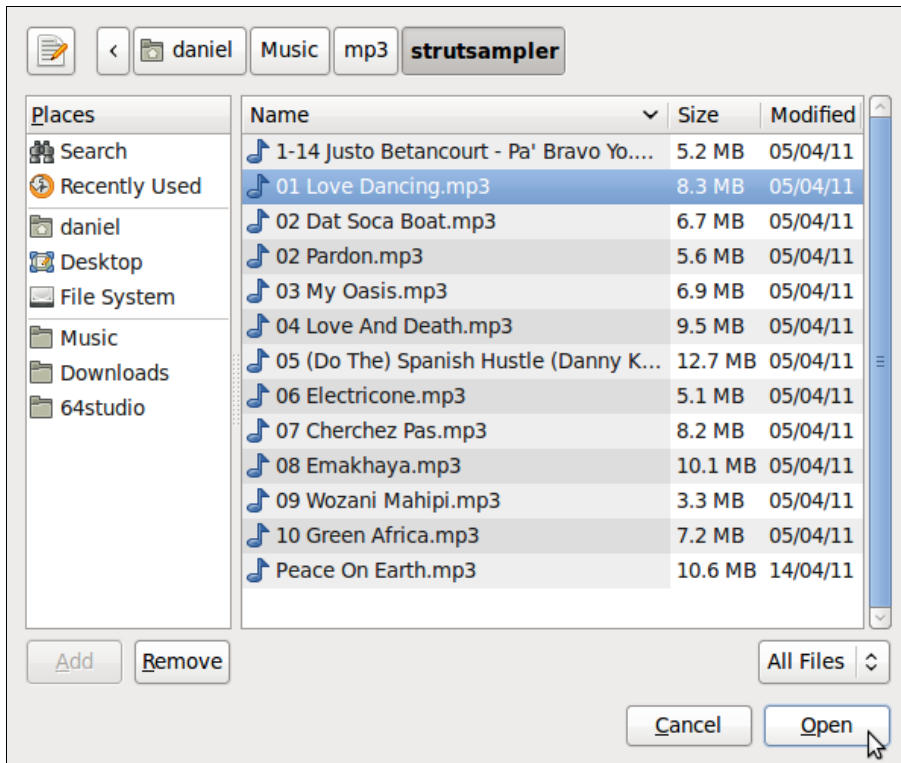 daniel Music mp3 strutsampler
Places
Search
Recently Used
daniel
Desktop
File System
Music
Downloads
64studio
Name Size Modified
1-14 Justo Betancourt - Pa' Bravo Yo.... 5.2 MB 05/04/11
01 Love Dancing.mp3 8.3 MB 05/04/11
02 Dat Soca Boat.mp3 6.7 MB 05/04/11
02 Pardon.mp3 5.6 MB 05/04/11
03 My Oasis.mp3 6.9 MB 05/04/11
04 Love And Death.mp3 9.5 MB 05/04/11
05 (Do The) Spanish Hustle (Danny K... 12.7 MB 05/04/11
06 Electricone.mp3 5.1 MB 05/04/11
07 Cherchez Pas.mp3 8.2 MB 05/04/11
08 Emakhaya.mp3 10.1 MB 05/04/11
09 Wozani Mahipi.mp3 3.3 MB 05/04/11
10 Green Africa.mp3 7.2 MB 05/04/11
Peace On Earth.mp3 10.6 MB 14/04/11
Add Remove All Files
Cancel Open